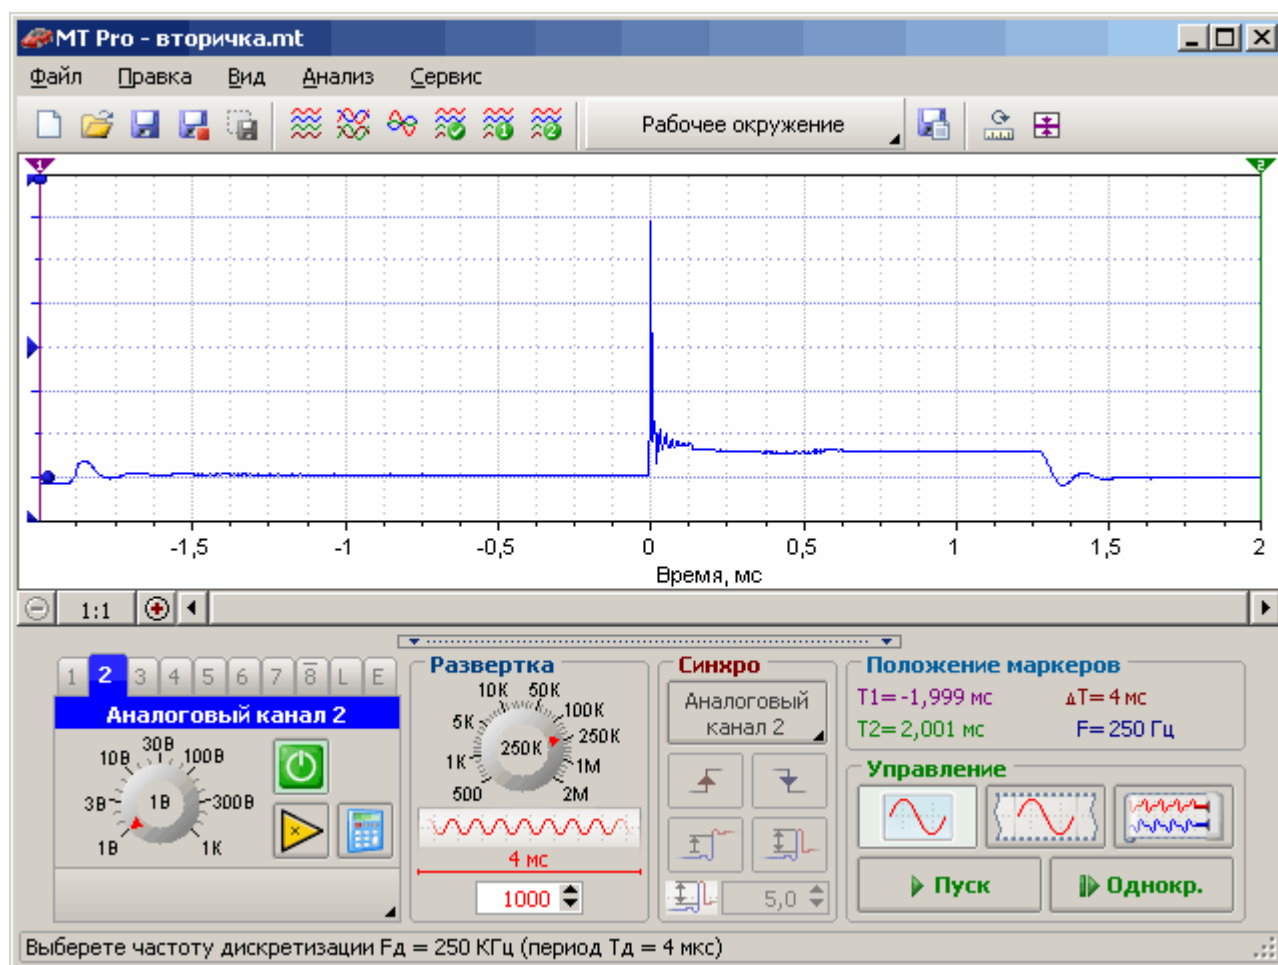 MT Pro - вторичка.mt
Файл Правка Вид Анализ Сервис
Рабочее окружение
1 2
-1,5 -1 -0,5 0 0,5 1 1,5 2
Время, мс
1:1
1 2 3 4 5 6 7 8 L E
Аналоговый канал 2
1В 3В 10В 30В 100В 300В 1К
1В
Развертка
500 1К 5К 10К 50К 100К 250К 1М 2М
250К
4 мс
1000
Синхро
Аналоговый
канал 2
5,0
Положение маркеров
T1= -1,999 мс ΔT= 4 мс
T2= 2,001 мс F= 250 Гц
Управление
Пуск
Однокр.
Выберете частоту дискретизации Fд = 250 КГц (период Тд = 4 мкс)